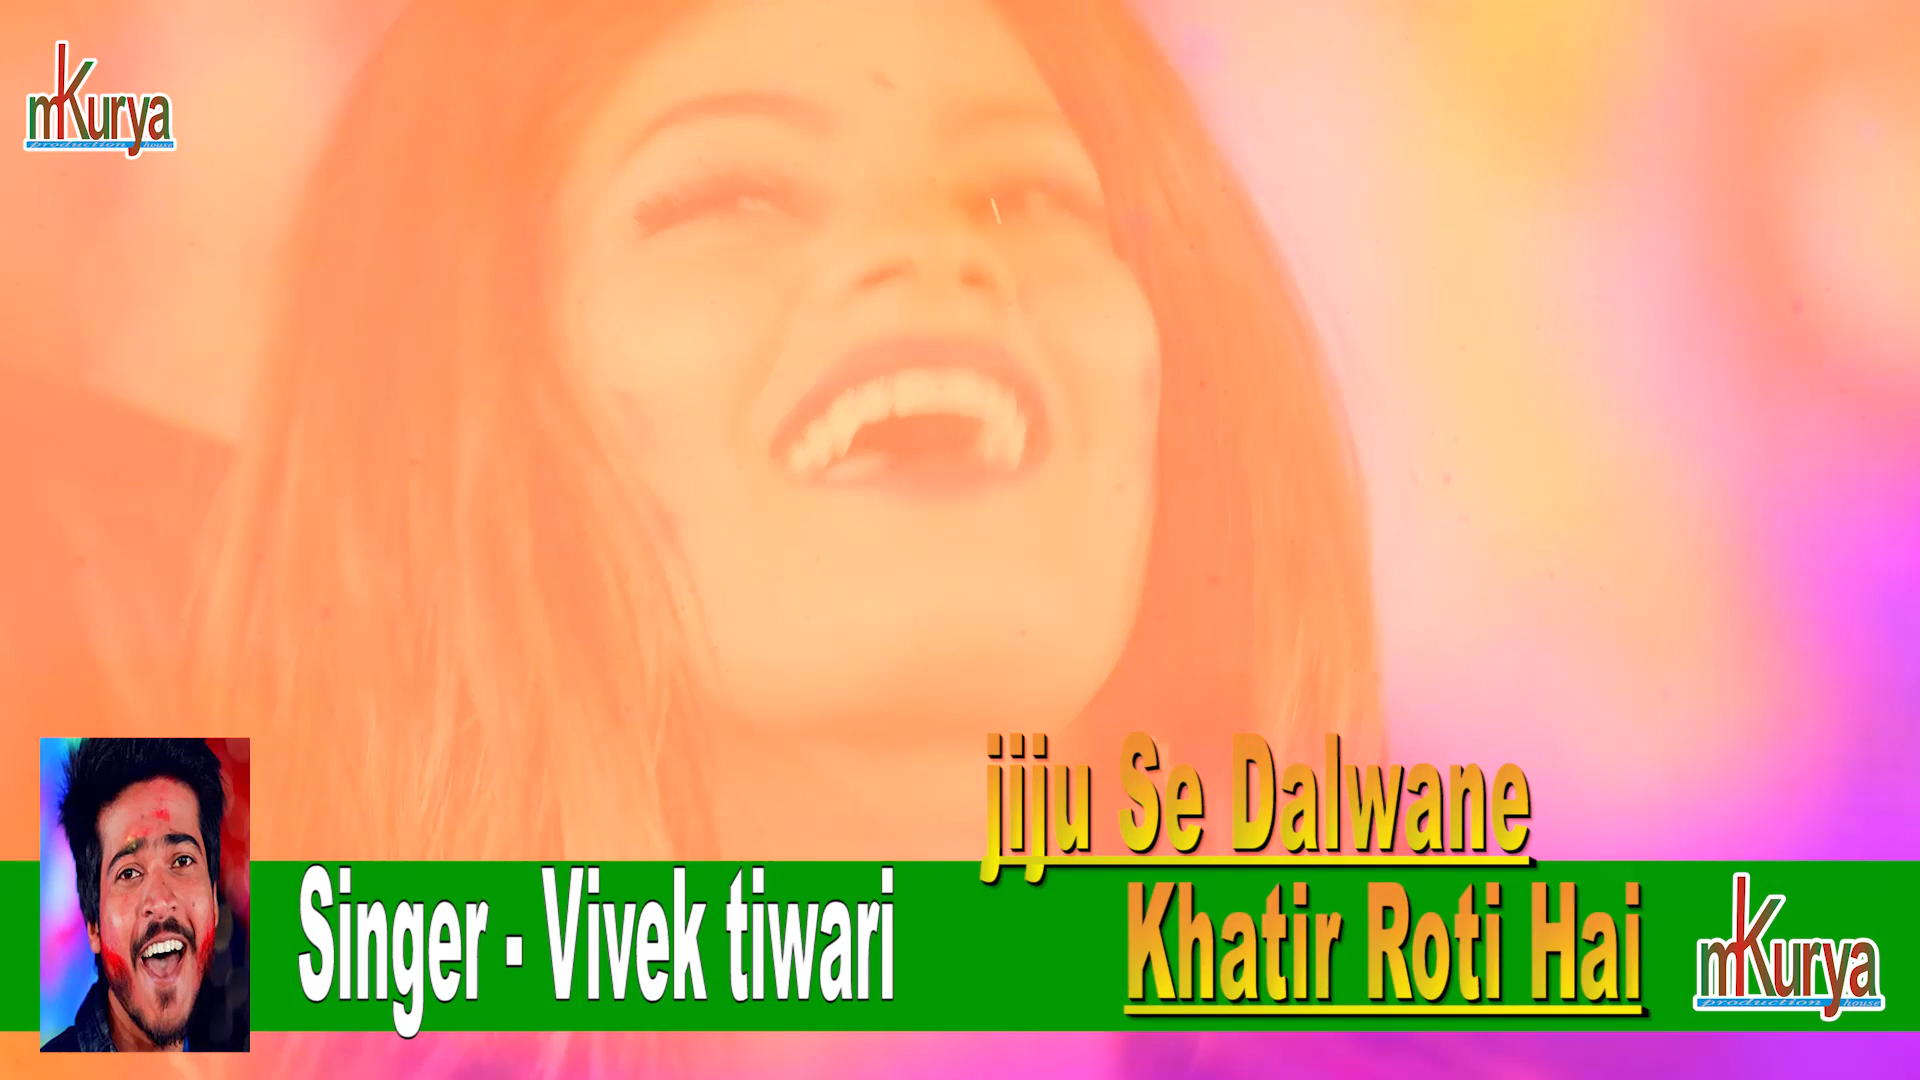 mKurya
production house
jiju Se Dalwane
Singer - Vivek tiwari
Khatir Roti Hai
mKurya
production house